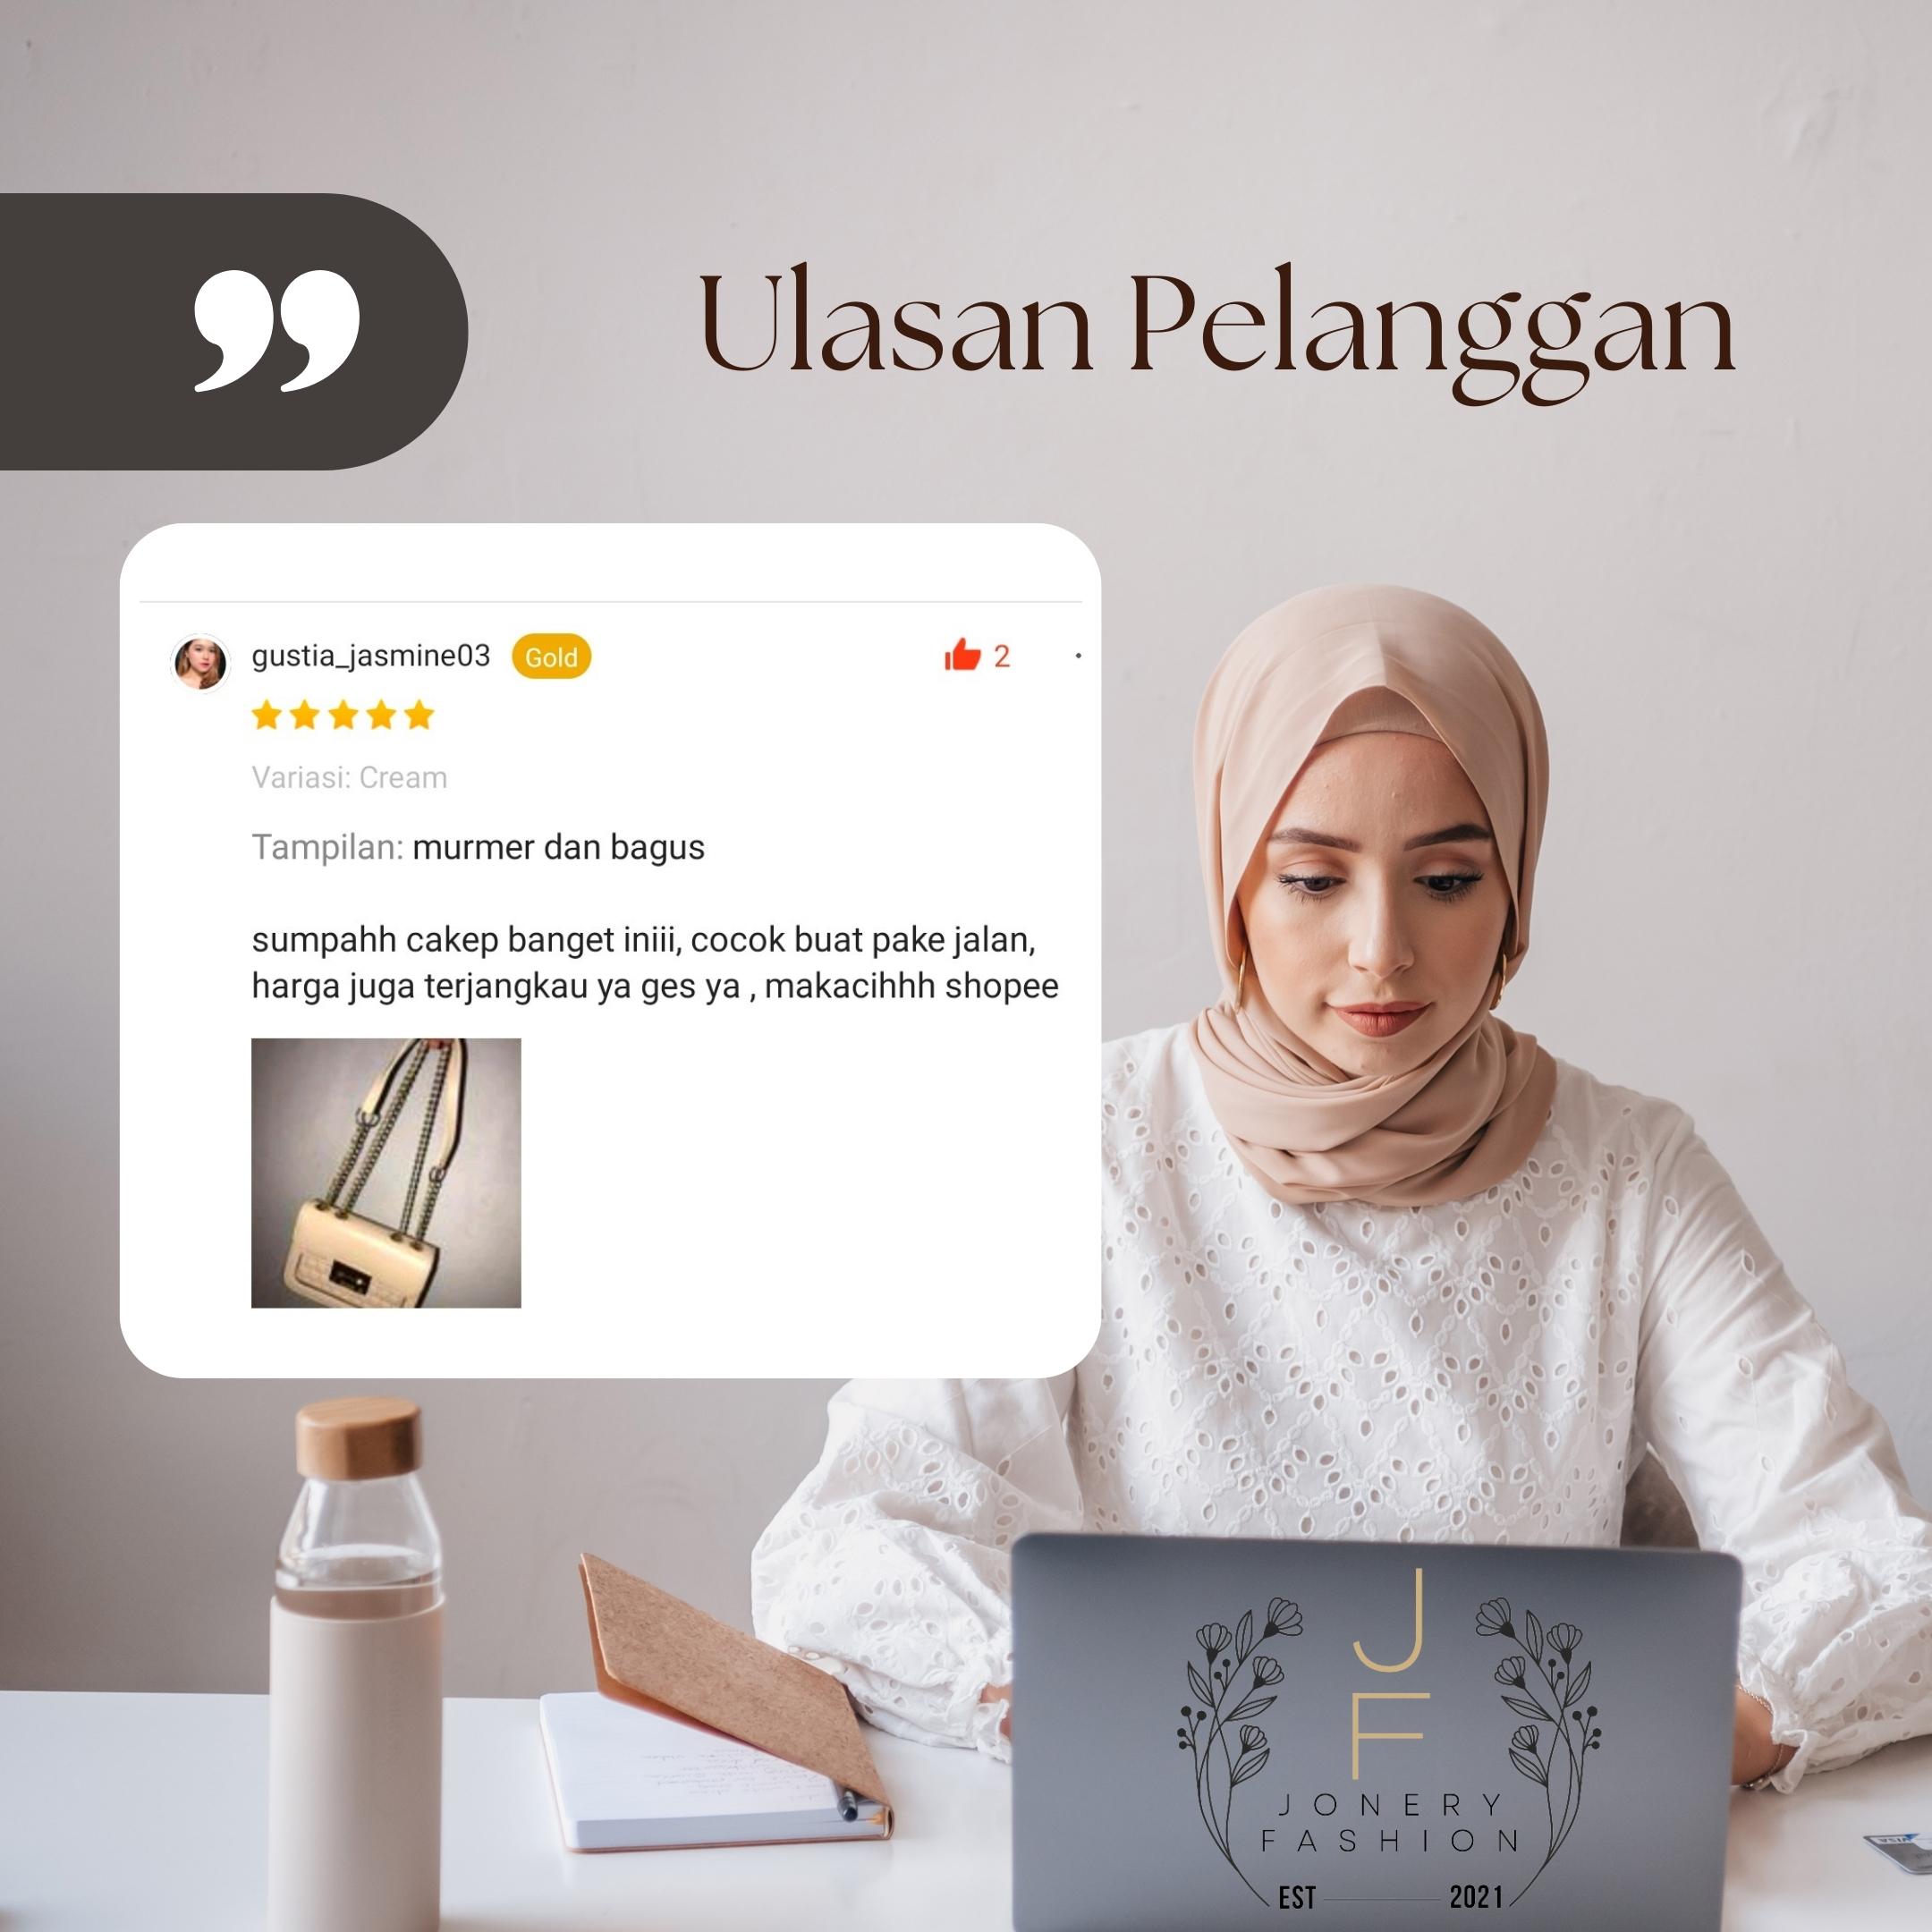 Ulasan Pelanggan
gustia_jasmine03 Gold 2
Variasi: Cream
Tampilan: murmer dan bagus
sumpahh cakep banget iniii, cocok buat pake jalan,
harga juga terjangkau ya ges ya , makacihhh shopee
J
F
JONERY
FASHION
EST 2021
VISA